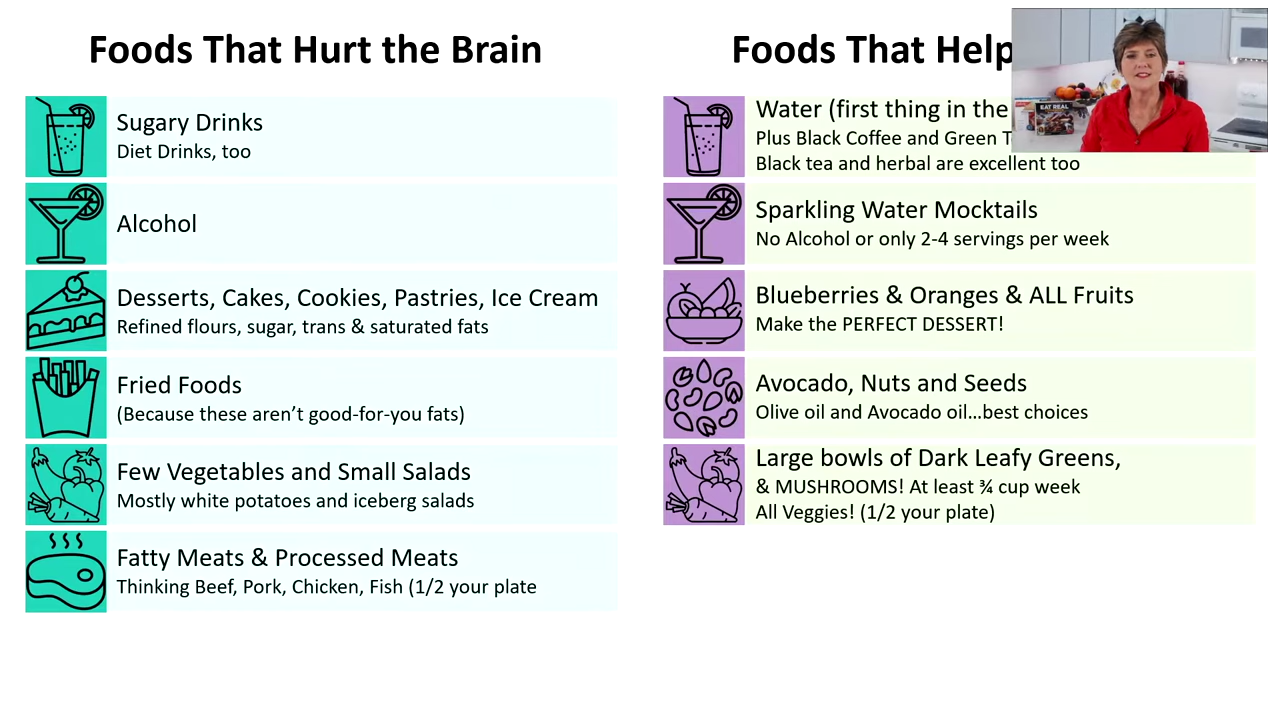 Foods That Hurt the Brain
Sugary Drinks
Diet Drinks, too
Alcohol
Desserts, Cakes, Cookies, Pastries, Ice Cream
Refined flours, sugar, trans & saturated fats
Fried Foods
(Because these aren’t good-for-you fats)
Few Vegetables and Small Salads
Mostly white potatoes and iceberg salads
Fatty Meats & Processed Meats
Thinking Beef, Pork, Chicken, Fish (1/2 your plate
Foods That Help
Water (first thing in the
Plus Black Coffee and Green
Black tea and herbal are excellent too
Sparkling Water Mocktails
No Alcohol or only 2-4 servings per week
Blueberries & Oranges & ALL Fruits
Make the PERFECT DESSERT!
Avocado, Nuts and Seeds
Olive oil and Avocado oil...best choices
Large bowls of Dark Leafy Greens,
& MUSHROOMS! At least ¾ cup week
All Veggies! (1/2 your plate)
EAT REAL